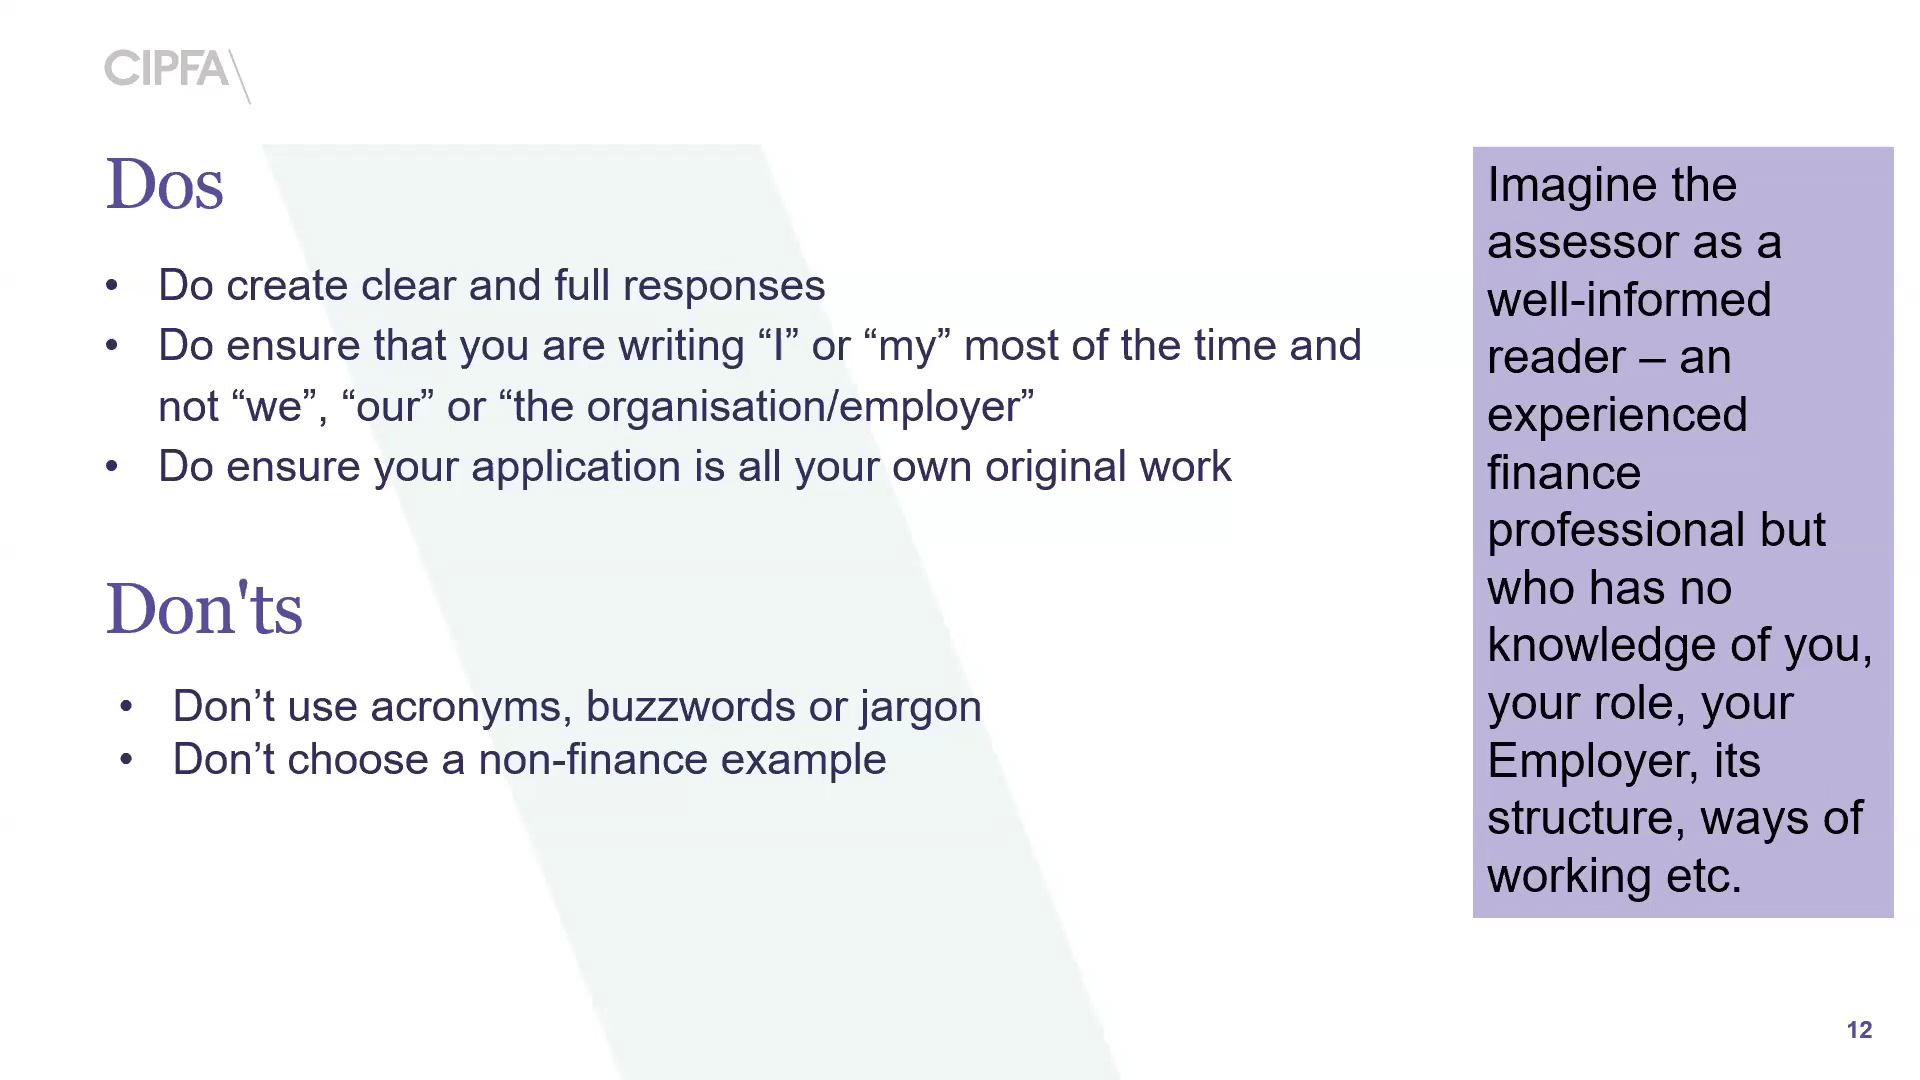 CIPFA
Dos
• Do create clear and full responses
• Do ensure that you are writing “I” or “my” most of the time and
not “we”, “our” or “the organisation/employer”
• Do ensure your application is all your own original work
Don'ts
• Don’t use acronyms, buzzwords or jargon
• Don’t choose a non-finance example
Imagine the
assessor as a
well-informed
reader – an
experienced
finance
professional but
who has no
knowledge of you,
your role, your
Employer, its
structure, ways of
working etc.
12